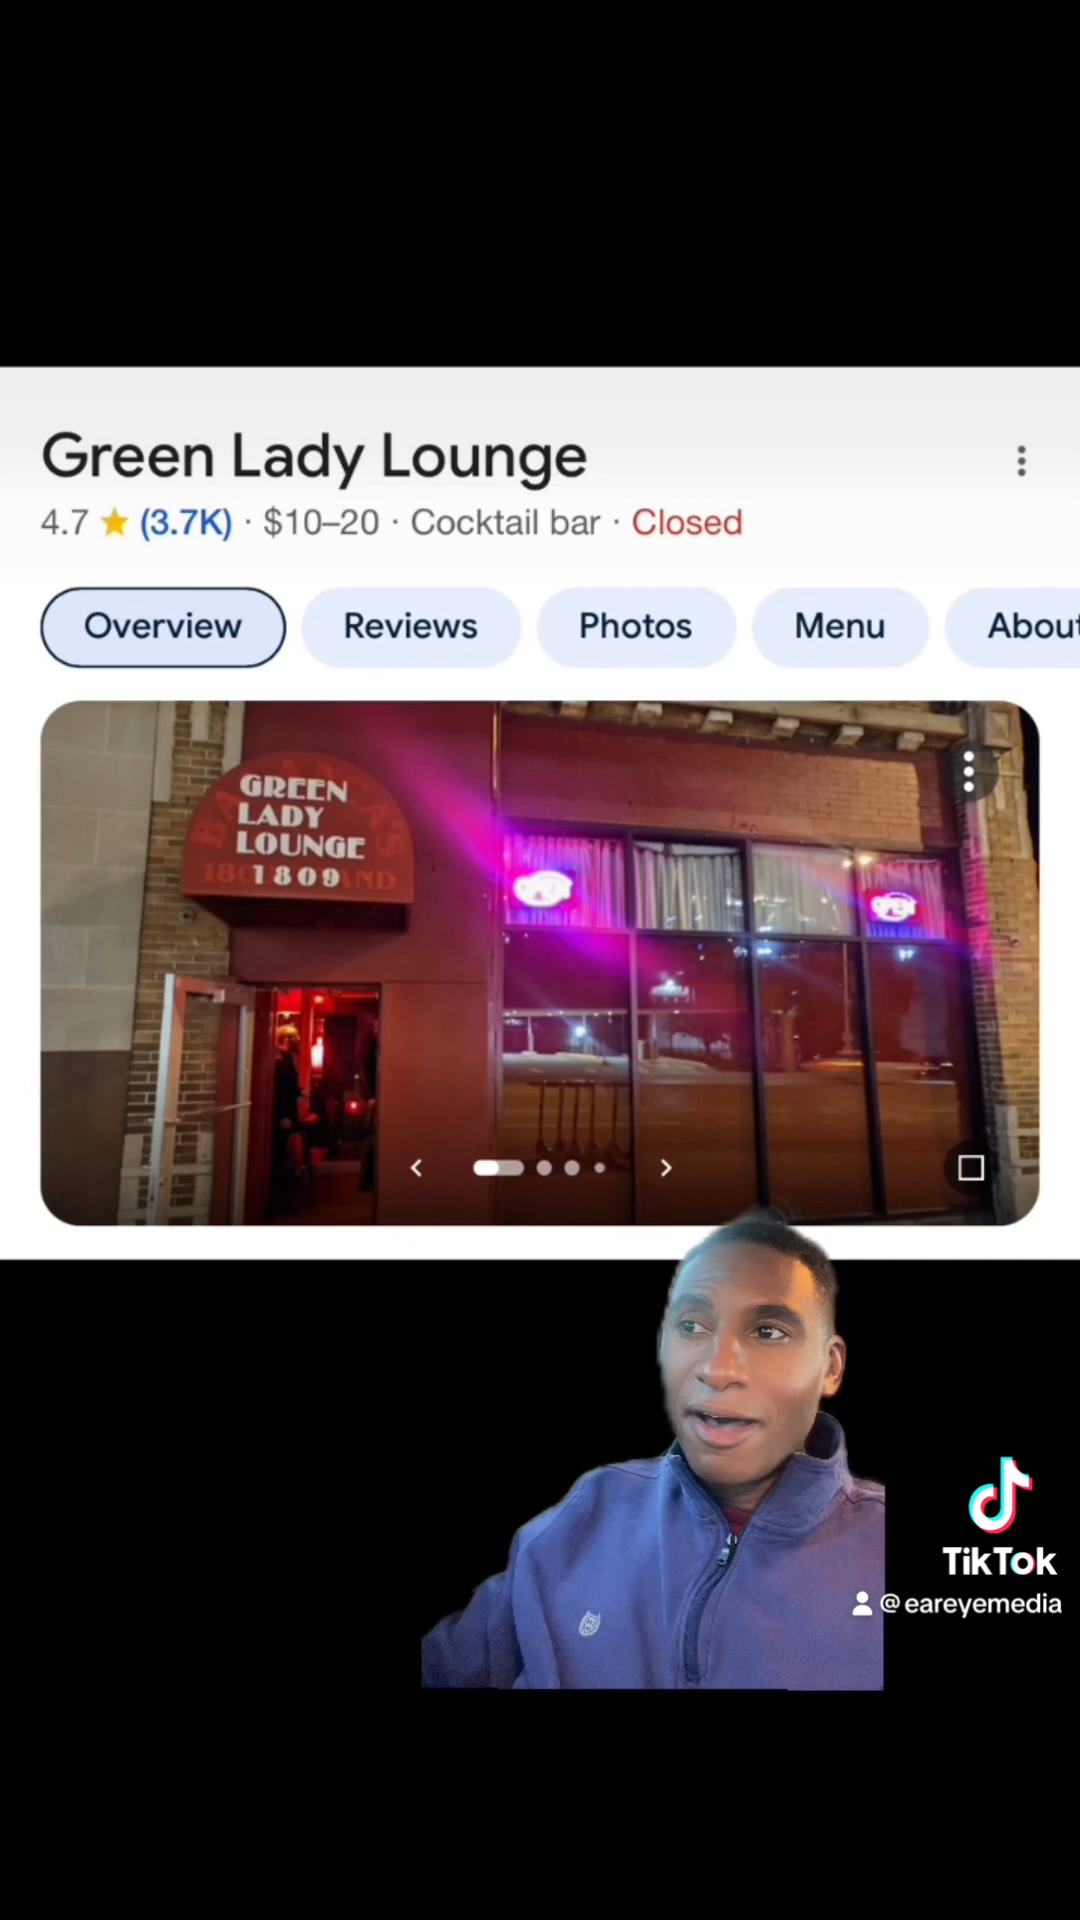 Green Lady Lounge
4.7 ★ (3.7K) · $10–20 · Cocktail bar · Closed
Overview Reviews Photos Menu About
GREEN
LADY
LOUNGE
1809
OPEN
OPEN
TikTok
@eareyemedia